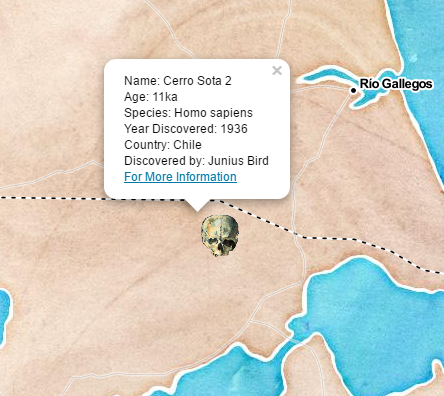 Name: Cerro Sota 2
Age: 11ka
Species: Homo sapiens
Year Discovered: 1936
Country: Chile
Discovered by: Junius Bird
For More Information
Río Gallegos